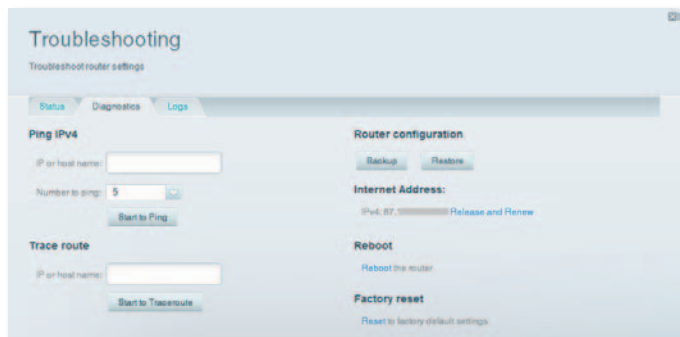 Troubleshooting
Troubleshoot router settings
Status
Diagnostics
Logs
Ping IPv4
IP or host name:
Number to ping: 5
Start to Ping
Trace route
IP or host name:
Start to Traceroute
Router configuration
Backup
Restore
Internet Address:
IPv4: 67. Release and Renew
Reboot
Reboot the router
Factory reset
Reset to factory default settings.